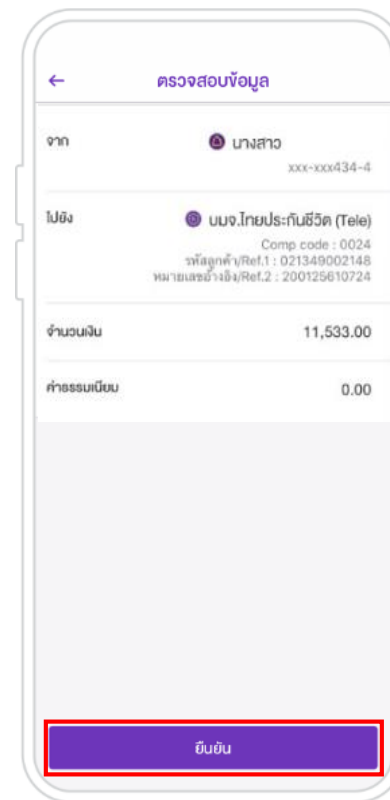 ← ตรวจสอบข้อมูล
จาก นางสาว
xxx-xxx434-4
ไปยัง บมจ.ไทยประกันชีวิต (Tele)
Comp code : 0024
รหัสลูกค้า/Ref.1 : 021349002148
หมายเลขอ้างอิง/Ref.2 : 200125610724
จำนวนเงิน 11,533.00
ค่าธรรมเนียม 0.00
ยืนยัน